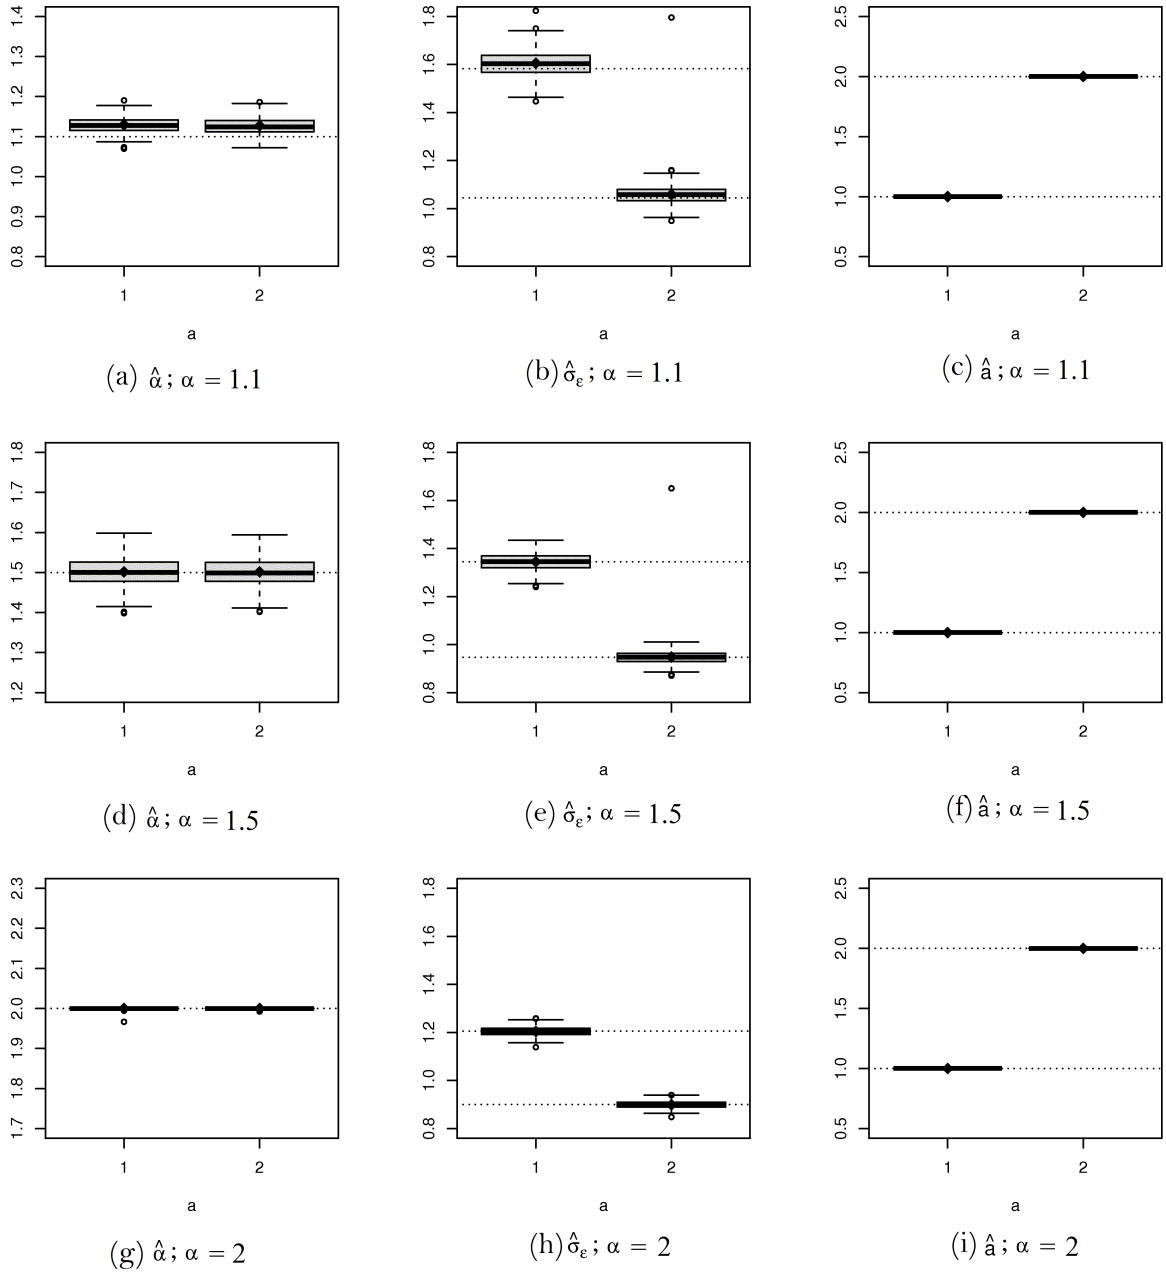 1.4 1.3 1.2 1.1 1.0 0.9 0.8
1 2
a
(a) α̂; α = 1.1
1.8 1.6 1.4 1.2 1.0 0.8
1 2
a
(b) σ̂ε; α = 1.1
2.5 2.0 1.5 1.0 0.5
1 2
a
(c) â; α = 1.1
1.8 1.7 1.6 1.5 1.4 1.3 1.2
1 2
a
(d) α̂; α = 1.5
1.8 1.6 1.4 1.2 1.0 0.8
1 2
a
(e) σ̂ε; α = 1.5
2.5 2.0 1.5 1.0 0.5
1 2
a
(f) â; α = 1.5
2.3 2.2 2.1 2.0 1.9 1.8 1.7
1 2
a
(g) α̂; α = 2
1.8 1.6 1.4 1.2 1.0 0.8
1 2
a
(h) σ̂ε; α = 2
2.5 2.0 1.5 1.0 0.5
1 2
a
(i) â; α = 2